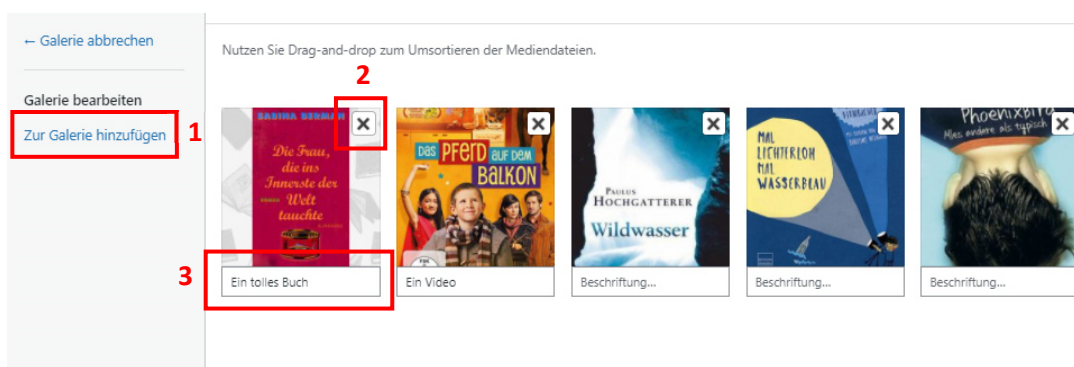 ← Galerie abbrechen
Nutzen Sie Drag-and-drop zum Umsortieren der Mediendateien.
2
Galerie bearbeiten
Zur Galerie hinzufügen
1
SABINA BERMAN
Die Frau,
die ins
Innerste der
Welt
tauchte
DAS PFERD AUF DEM
BALKON
PAULUS
HOCHGATTERER
Wildwasser
MAL
LICHTERLOH
MAL
WASSERBLAU
PhoenixBird
Alles andere als typisch
3
Ein tolles Buch
Ein Video
Beschriftung...
Beschriftung...
Beschriftung...